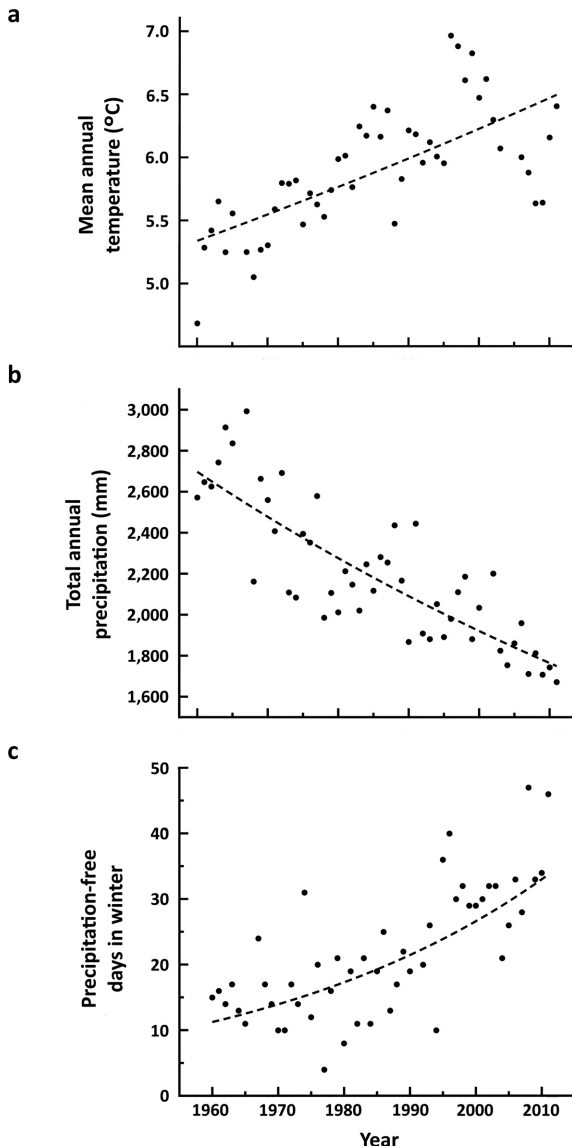 a
7.0
6.5
6.0
5.5
5.0
Mean annual
temperature (°C)
b
3,000
2,800
2,600
2,400
2,200
2,000
1,800
1,600
Total annual
precipitation (mm)
c
50
40
30
20
10
0
Precipitation-free
days in winter
1960 1970 1980 1990 2000 2010
Year